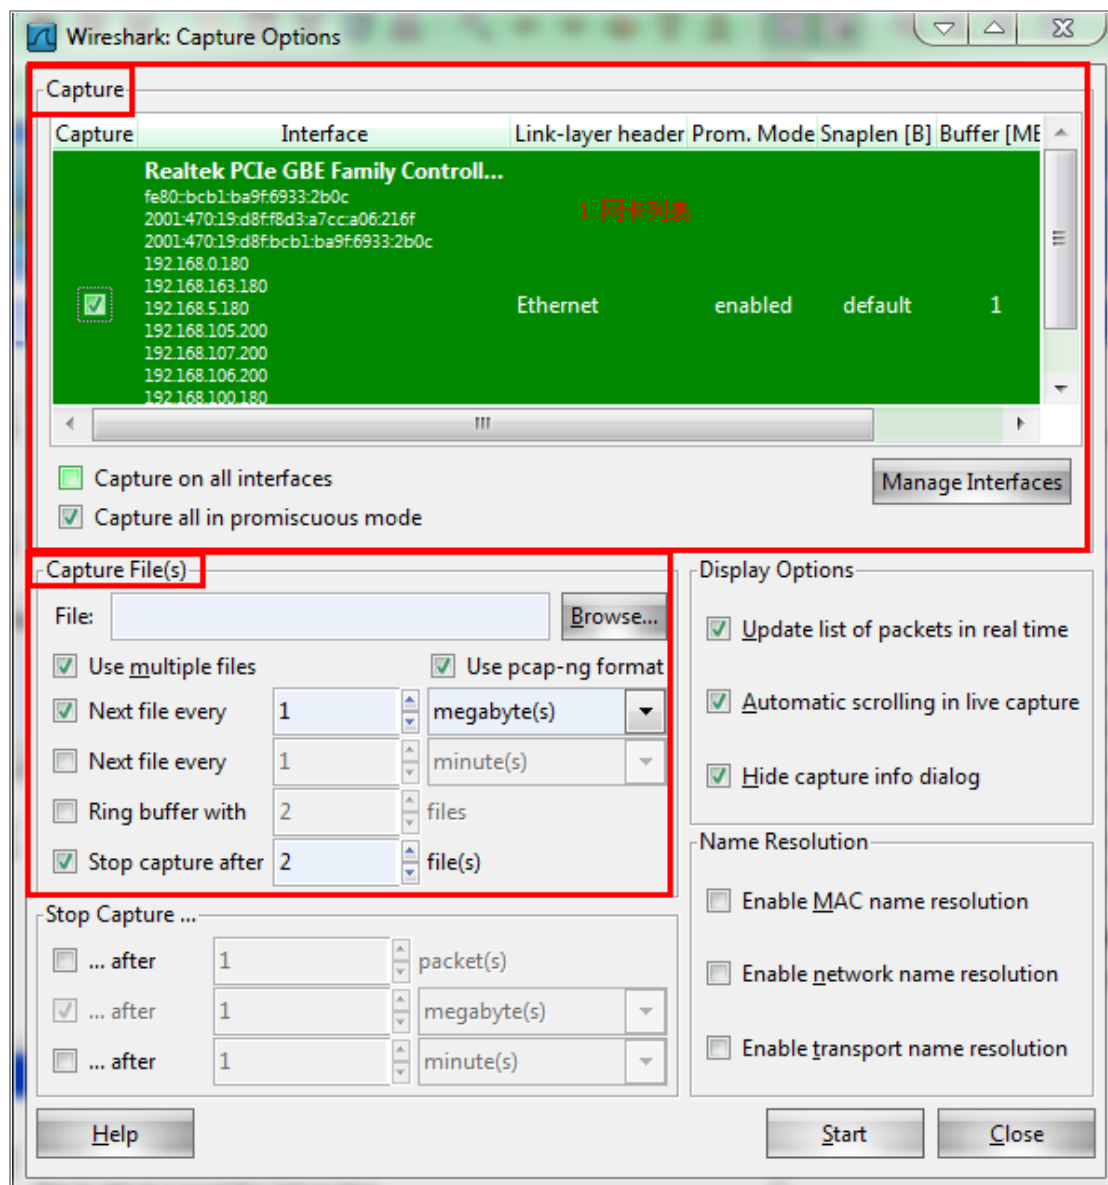 Wireshark: Capture Options
Capture
Capture Interface Link-layer header Prom. Mode Snaplen [B] Buffer [ME
Realtek PCIe GBE Family Controll...
fe80::bcb1:ba9f:6933:2b0c
2001:470:19:d8f:f8d3:a7cc:a06:216f
1. 网卡列表
2001:470:19:d8f:bcb1:ba9f:6933:2b0c
192.168.0.180
192.168.163.180
192.168.5.180 Ethernet enabled default 1
192.168.105.200
192.168.107.200
192.168.106.200
192.168.100.180
Capture on all interfaces
Manage Interfaces
Capture all in promiscuous mode
Capture File(s)
File: Browse...
Use multiple files Use pcap-ng format
Next file every 1 megabyte(s)
Next file every 1 minute(s)
Ring buffer with 2 files
Stop capture after 2 file(s)
Display Options
Update list of packets in real time
Automatic scrolling in live capture
Hide capture info dialog
Stop Capture ...
... after 1 packet(s)
... after 1 megabyte(s)
... after 1 minute(s)
Name Resolution
Enable MAC name resolution
Enable network name resolution
Enable transport name resolution
Help Start Close